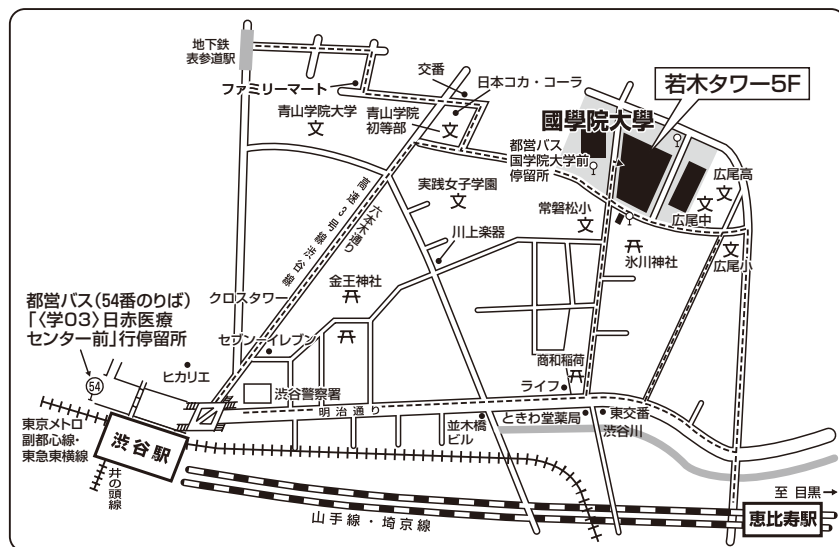 地下鉄
表参道駅
ファミリーマート
交番
日本コカ・コーラ
若木タワー5F
青山学院大学
文
青山学院
初等部
文
國學院大學
都営バス
国学院大学前
停留所
実践女子学園
文
常磐松小
文
広尾高
文
文
広尾中
文
広尾小
氷川神社
高速3号線渋谷線
六本木通り
川上楽器
金王神社
都営バス(54番のりば)
「〈学03〉日赤医療
センター前」行停留所
クロスタワー
セブン-イレブン
ヒカリエ
54
渋谷警察署
商和稲荷
ライフ
明治通り
並木橋
ビル
ときわ堂薬局
東交番
渋谷川
東京メトロ
副都心線・
東急東横線
渋谷駅
井の頭線
山手線・埼京線
至 目黒→
恵比寿駅